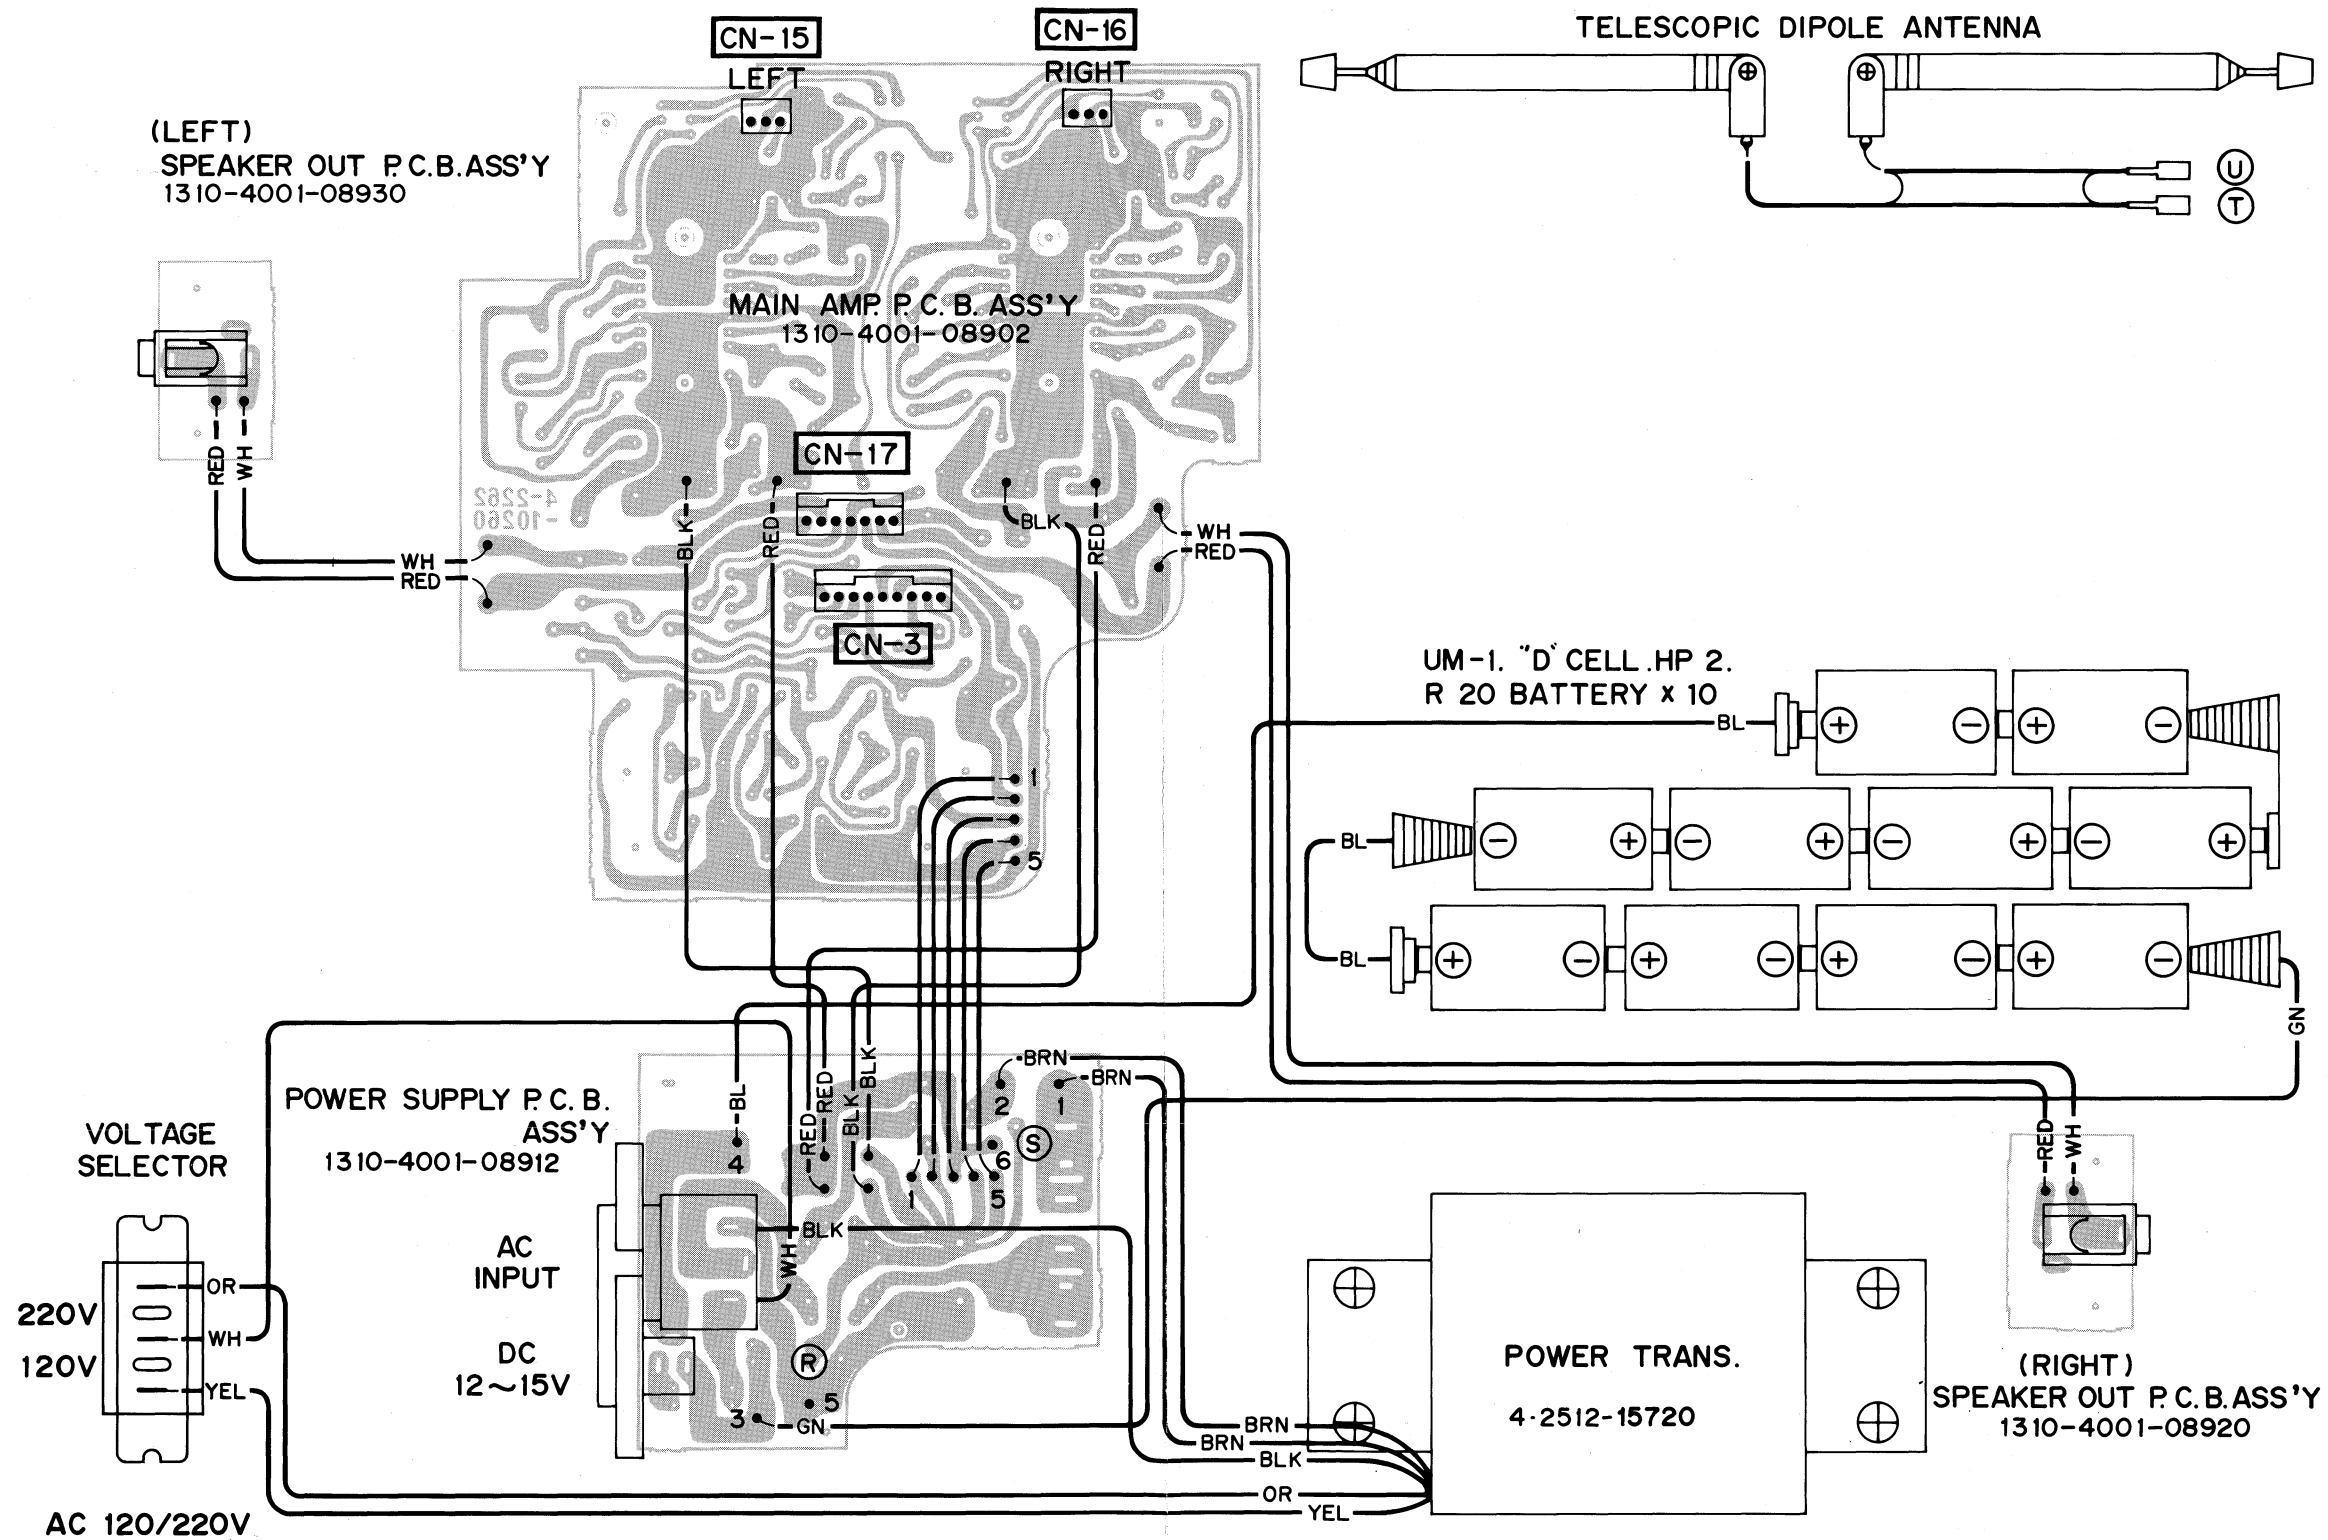 CN-15
LEFT
CN-16
RIGHT
TELESCOPIC DIPOLE ANTENNA
U
T
(LEFT)
SPEAKER OUT P.C.B.ASS'Y
1310-4001-08930
RED
WH
WH
RED
MAIN AMP. P.C.B. ASS'Y
1310-4001-08902
CN-17
4-2262
-10260
BLK
RED
BLK
RED
WH
RED
CN-3
1
5
UM-1. "D" CELL .HP 2.
R 20 BATTERY x 10
BL
+ − + −
BL
− + − + − + − +
BL
+ − + − + − + −
GN
POWER SUPPLY P.C.B.
ASS'Y
1310-4001-08912
BL
4
RED
RED
BLK
BLK
BRN
BRN
2
1
S
6
1
5
VOLTAGE
SELECTOR
OR
220V
WH
120V
YEL
AC 120/220V
AC
INPUT
DC
12~15V
BLK
WH
R
5
3
GN
BRN
BRN
BLK
OR
YEL
POWER TRANS.
4-2512-15720
RED
WH
(RIGHT)
SPEAKER OUT P.C.B.ASS'Y
1310-4001-08920